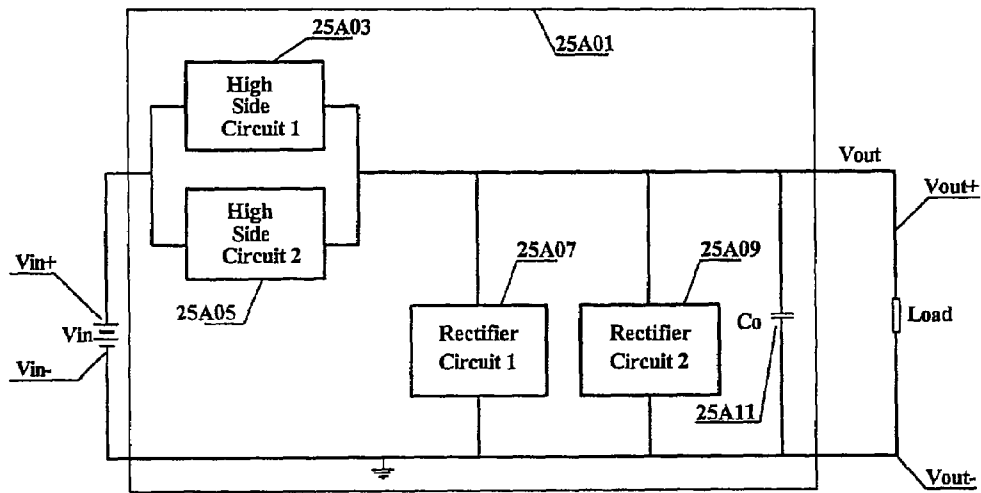 25A03
25A01
High
Side
Circuit 1
Vout
Vout+
High
Side
Circuit 2
25A07
25A09
Vin+
25A05
Vin
Rectifier
Circuit 1
Rectifier
Circuit 2
Co
Load
Vin-
25A11
Vout-